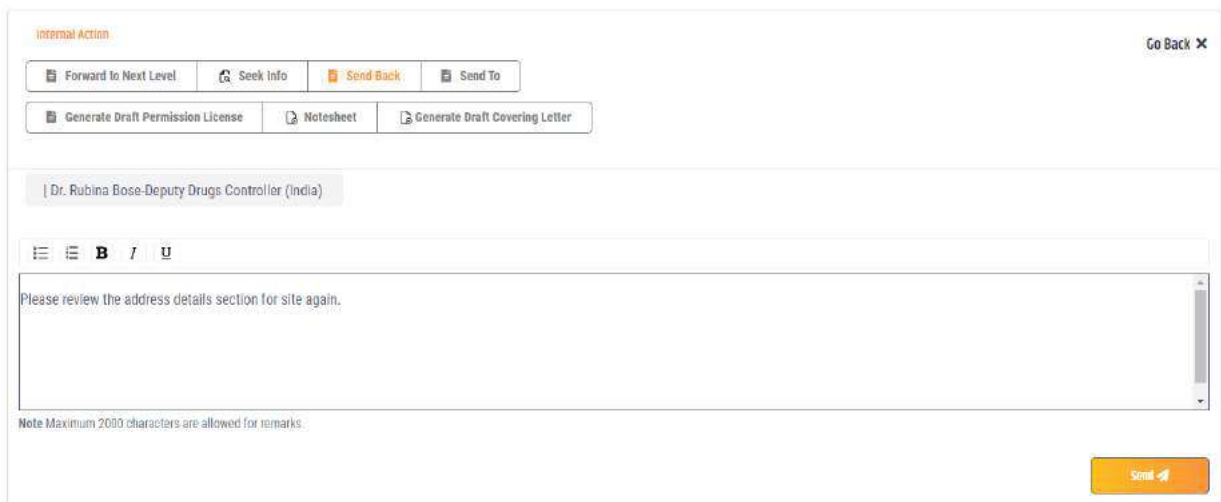 Internal Action
Go Back ✕
Forward to Next Level Seek Info Send Back Send To
Generate Draft Permission License Notesheet Generate Draft Covering Letter
| Dr. Rubina Bose-Deputy Drugs Controller (India)
B I U
Please review the address details section for site again.
Note Maximum 2000 characters are allowed for remarks.
Send